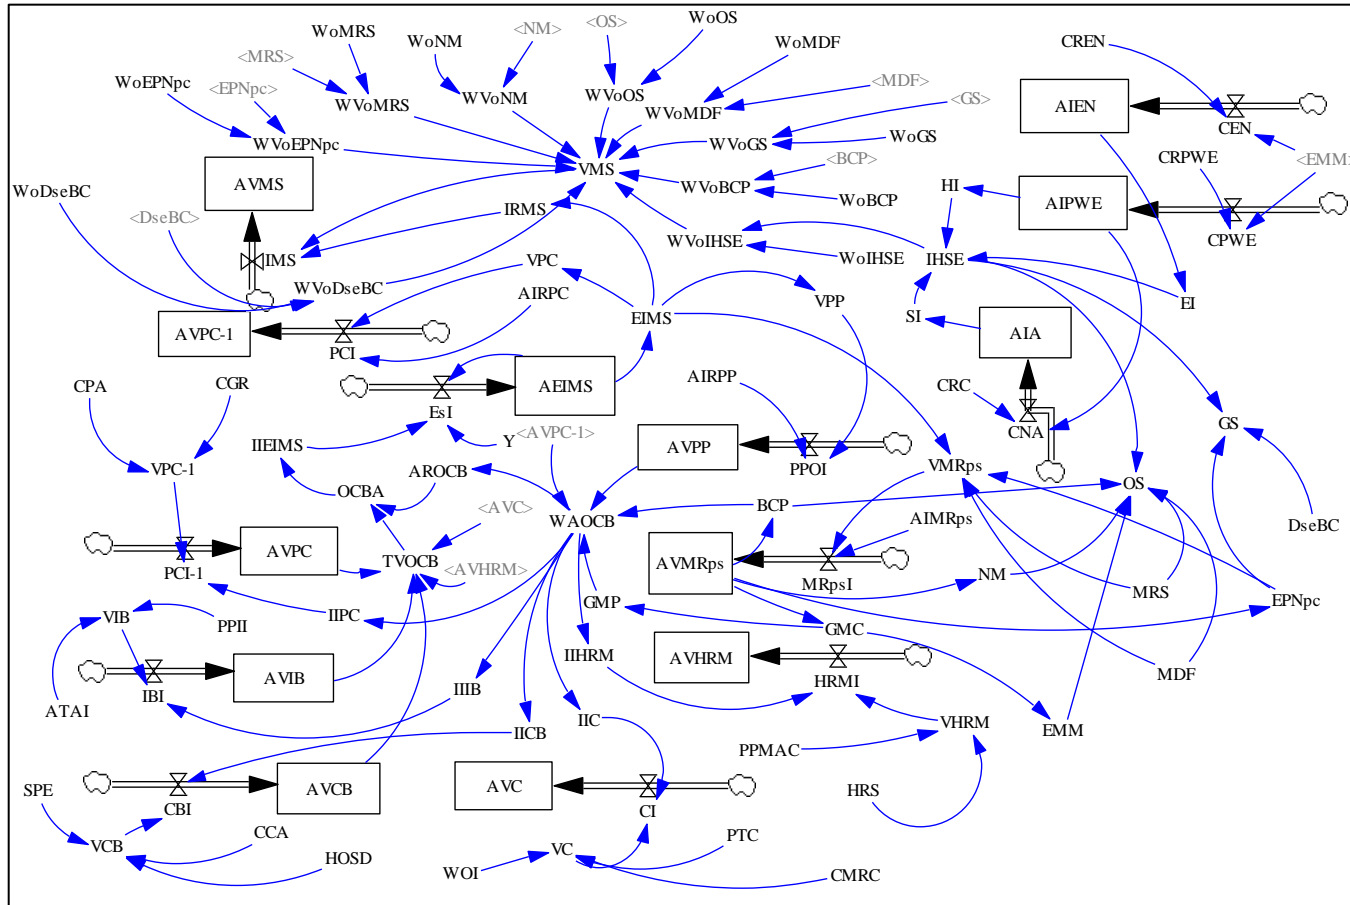 WoMRS
WoNM
<NM>
<OS>
WoOS
WoMDF
CREN
<MRS>
WoEPNpc
<EPNpc>
WVoMRS
WVoNM
WVoOS
WVoMDF
<MDF>
<GS>
AIEN
CEN
WVoEPNpc
WVoGS
WoGS
<BCP>
CRPWE
VMS
WVoBCP
WoBCP
AVMS
WoDseBC
<DseBC>
IRMS
HI
AIPWE
CPWE
WVoIHSE
WoIHSE
IHSE
IMS
WVoDseBC
VPC
AIRPC
EIMS
VPP
EI
SI
AVPC-1
PCI
AIA
CPA
CGR
AEIMS
AIRPP
CRC
EsI
IIEIMS
Y
<AVPC-1>
AVPP
PPOI
CNA
GS
VPC-1
AROCB
VMRps
OCBA
BCP
OS
<AVC>
WAOCB
AIMRps
DseBC
AVPC
PCI-1
TVOCB
<AVHRM>
AVMRps
MRpsI
NM
MRS
EPNpc
VIB
PPII
IIPC
GMP
GMC
IIHRM
AVHRM
MDF
AVIB
IBI
IIIB
HRMI
ATAI
IIC
IICB
VHRM
EMM
PPMAC
SPE
AVCB
AVC
HRS
CBI
CI
CCA
VCB
HOSD
VC
PTC
WOI
CMRC